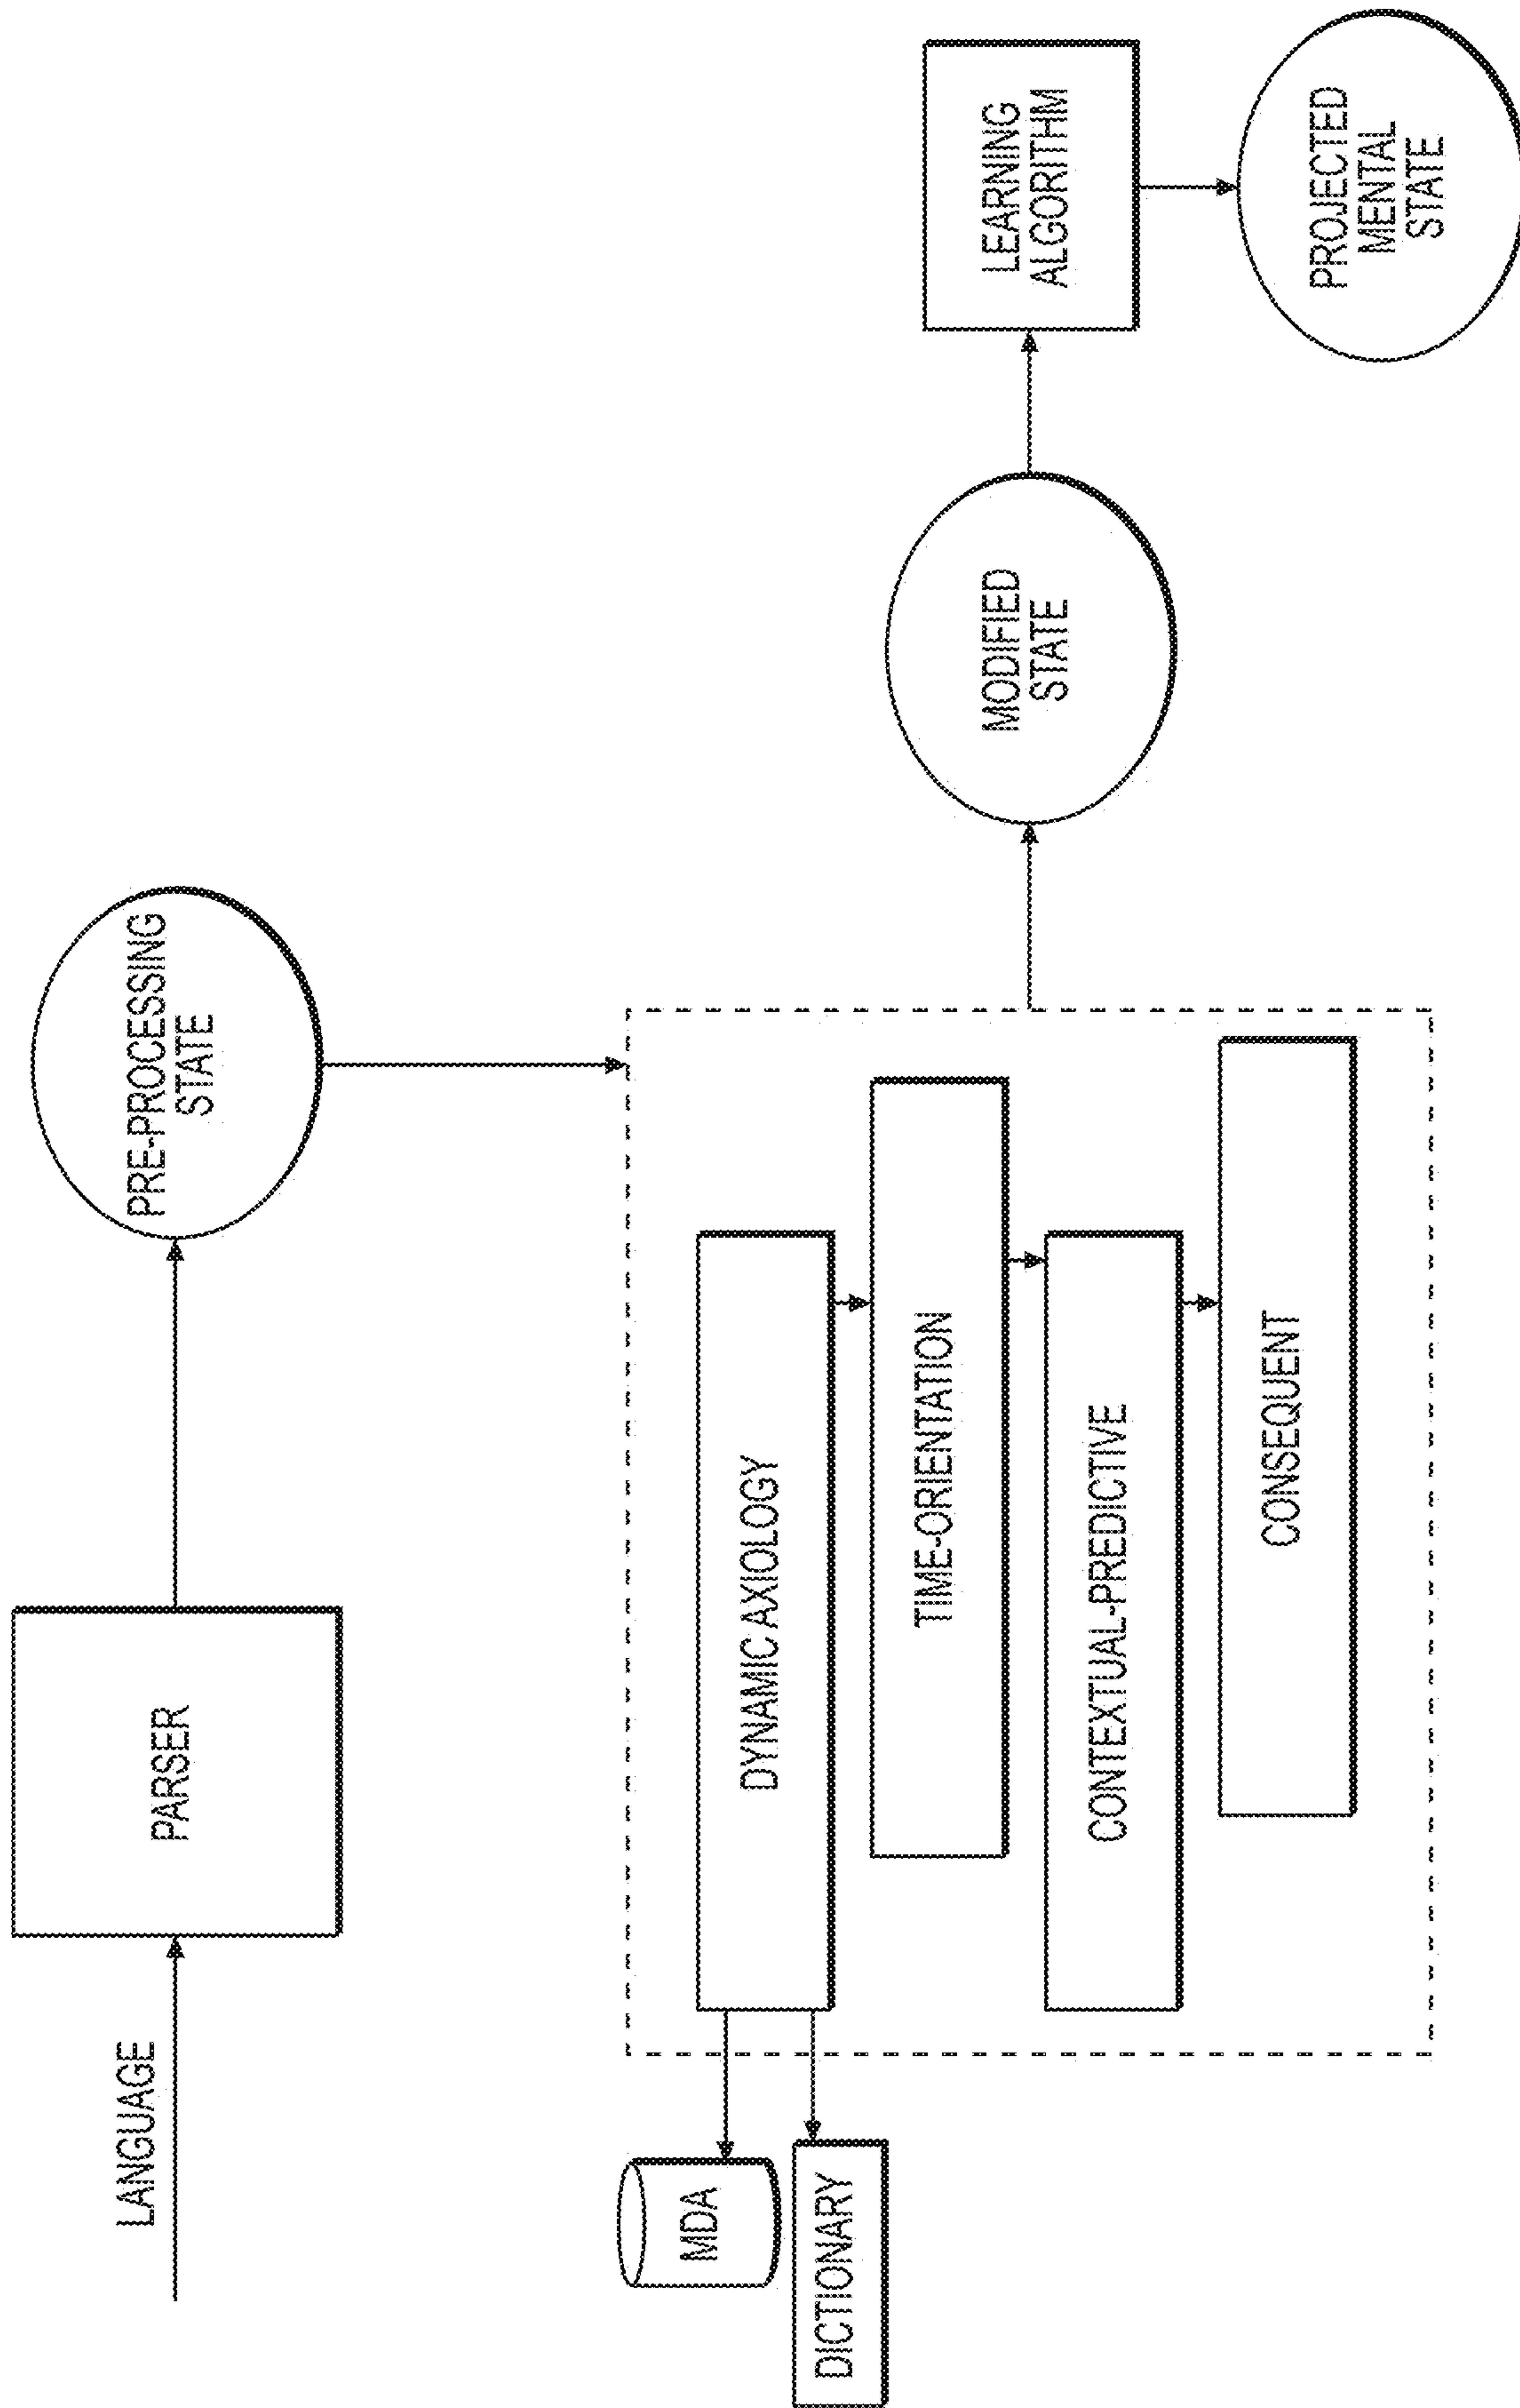 LANGUAGE
PARSER
PRE-PROCESSING
STATE
MDA
DICTIONARY
DYNAMIC AXIOLOGY
TIME-ORIENTATION
CONTEXTUAL-PREDICTIVE
CONSEQUENT
MODIFIED
STATE
LEARNING
ALGORITHM
PROJECTED
MENTAL
STATE